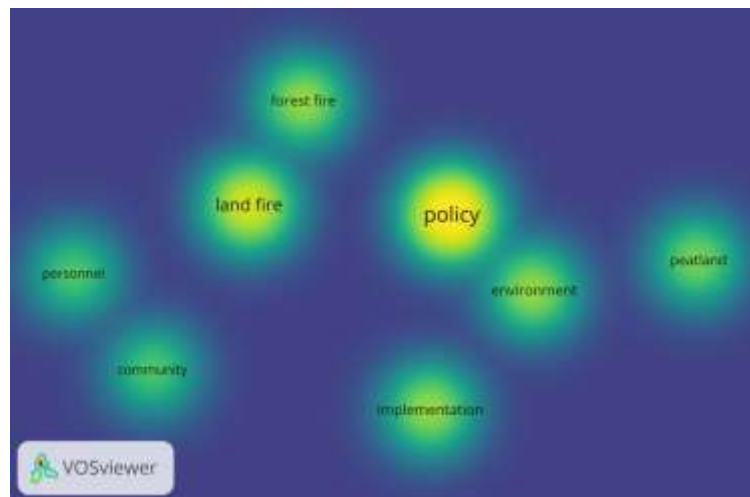 forest fire
land fire
policy
peatland
personnel
environment
community
implementation
VOSviewer